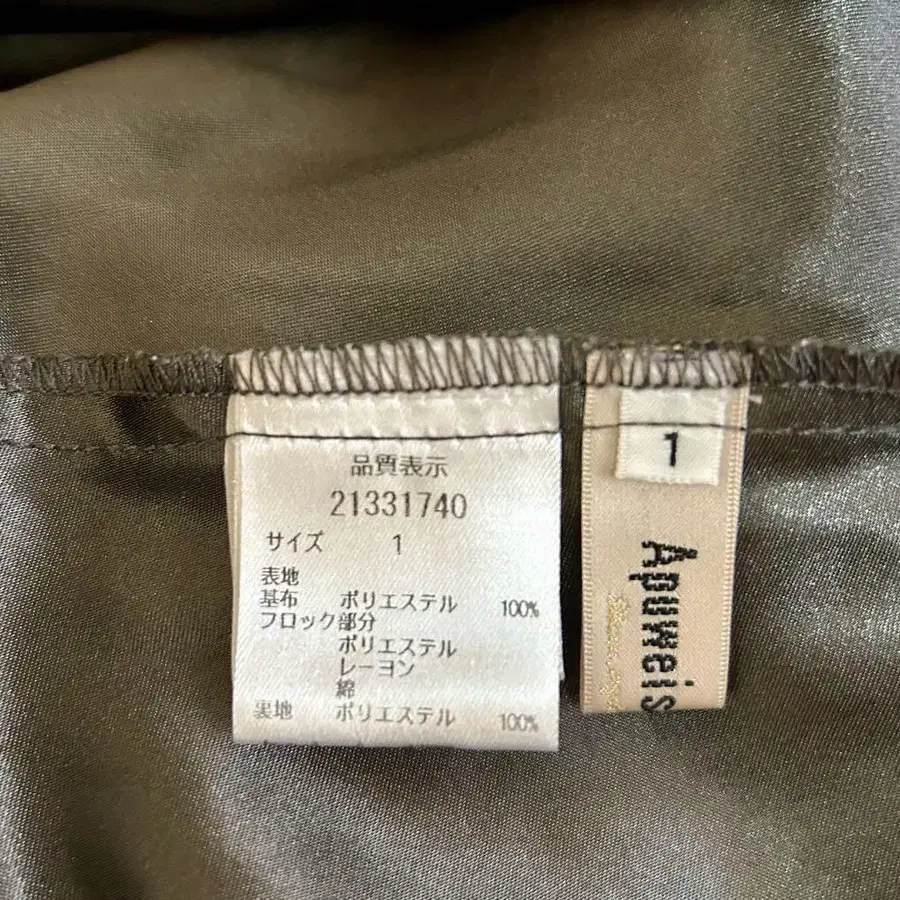 品質表示
21331740
サイズ 1
表地
基布 ポリエステル 100%
フロック部分
ポリエステル
レーヨン
綿
裏地 ポリエステル 100%
1
Apuweis